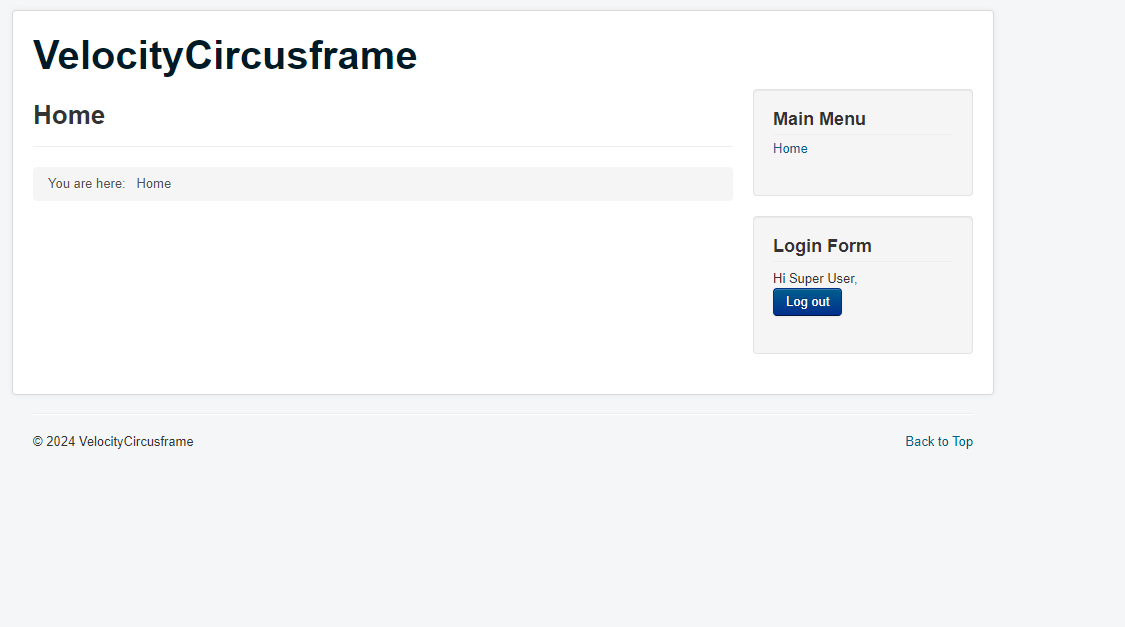 VelocityCircusframe
Home
You are here: Home
Main Menu
Home
Login Form
Hi Super User,
Log out
© 2024 VelocityCircusframe
Back to Top